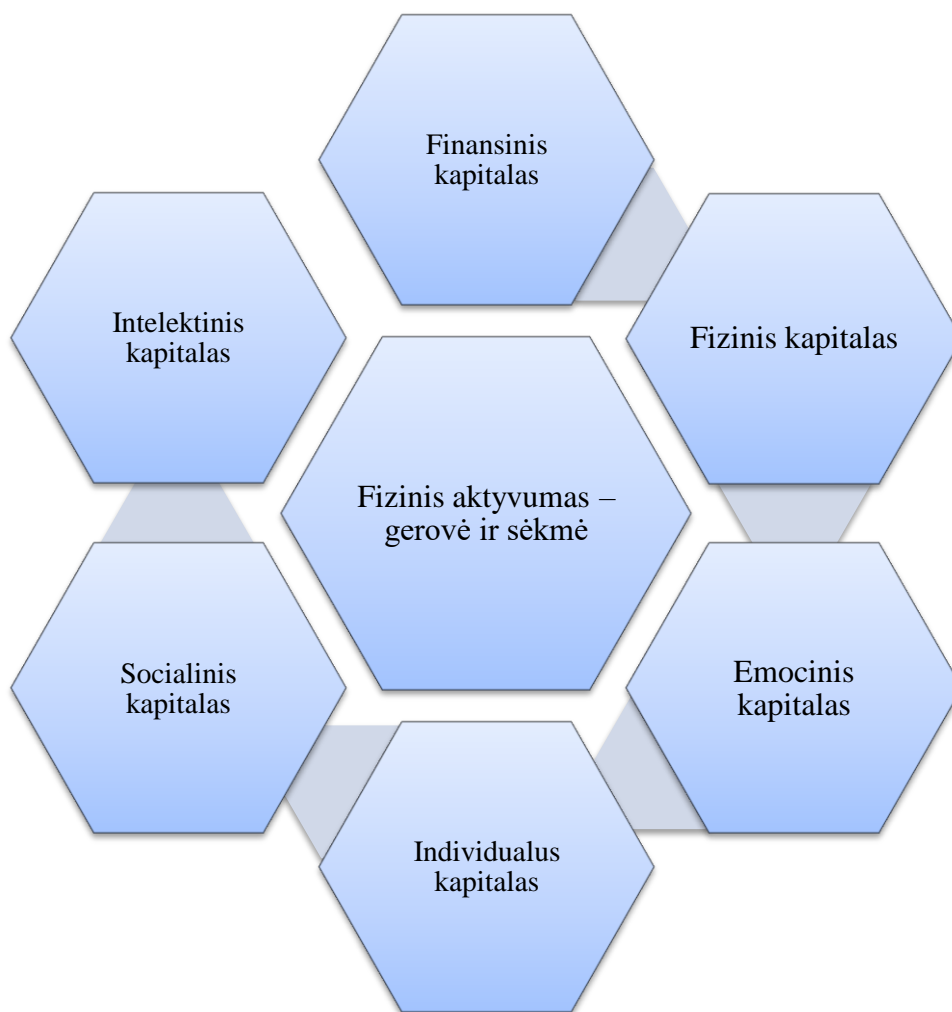 Finansinis
kapitalas
Intelektinis
kapitalas
Fizinis kapitalas
Fizinis aktyvumas –
gerovė ir sėkmė
Socialinis
kapitalas
Emocinis
kapitalas
Individualus
kapitalas